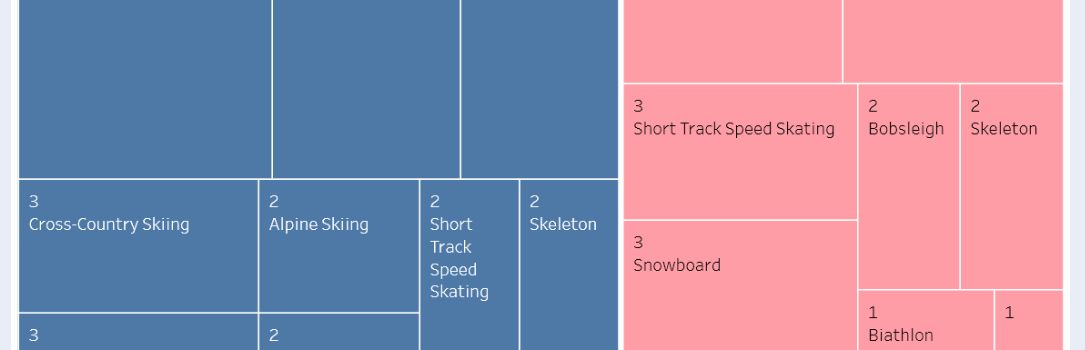 3
Cross-Country Skiing
2
Alpine Skiing
2
Short
Track
Speed
Skating
2
Skeleton
3
2
3
Short Track Speed Skating
2
Bobsleigh
2
Skeleton
3
Snowboard
1
Biathlon
1